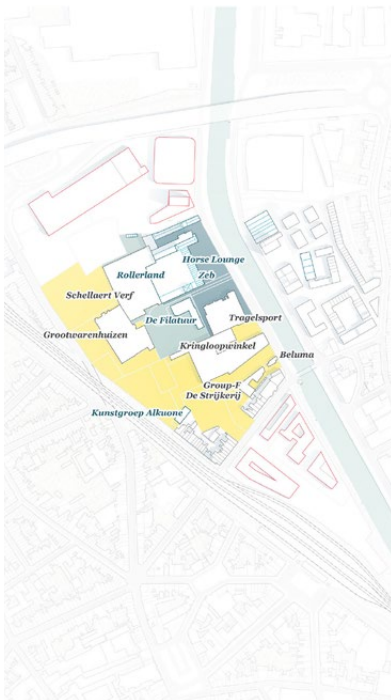 Horse Lounge
Rollerland
Zeb
Schellaert Verf
De Filatuur
Tragelsport
Grootwarenhuizen
Kringloopwinkel
Beluma
Group-F
De Strijkerij
Kunstgroep Alkuone